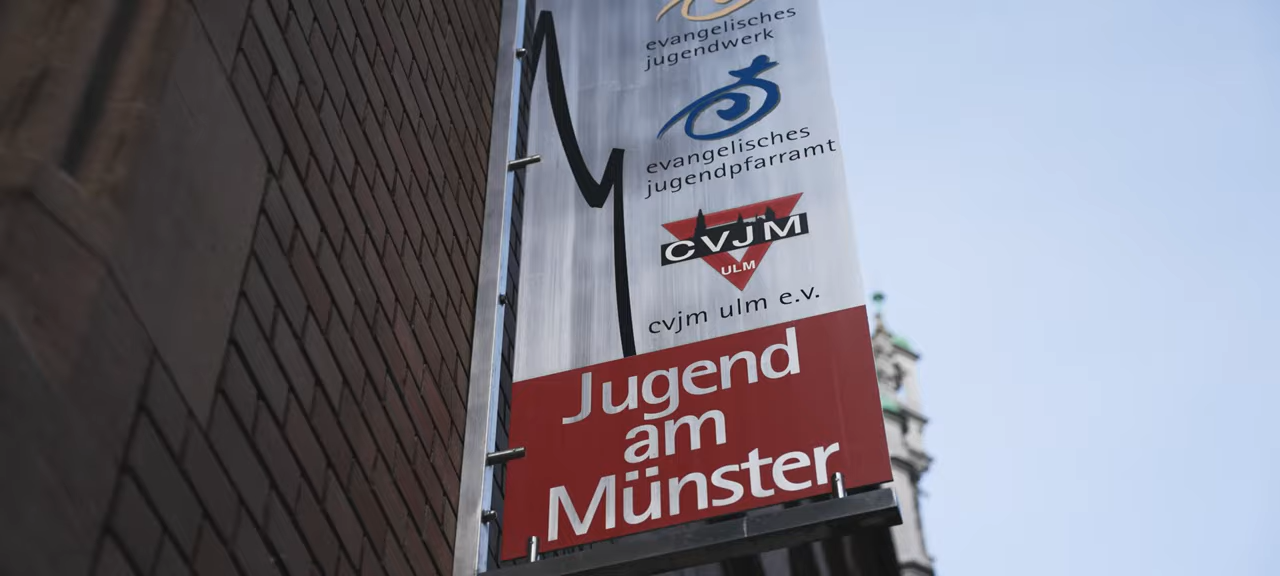 evangelisches
jugendwerk
evangelisches
jugendpfarramt
CVJM
ULM
cvjm ulm e.v.
Jugend
am
Münster